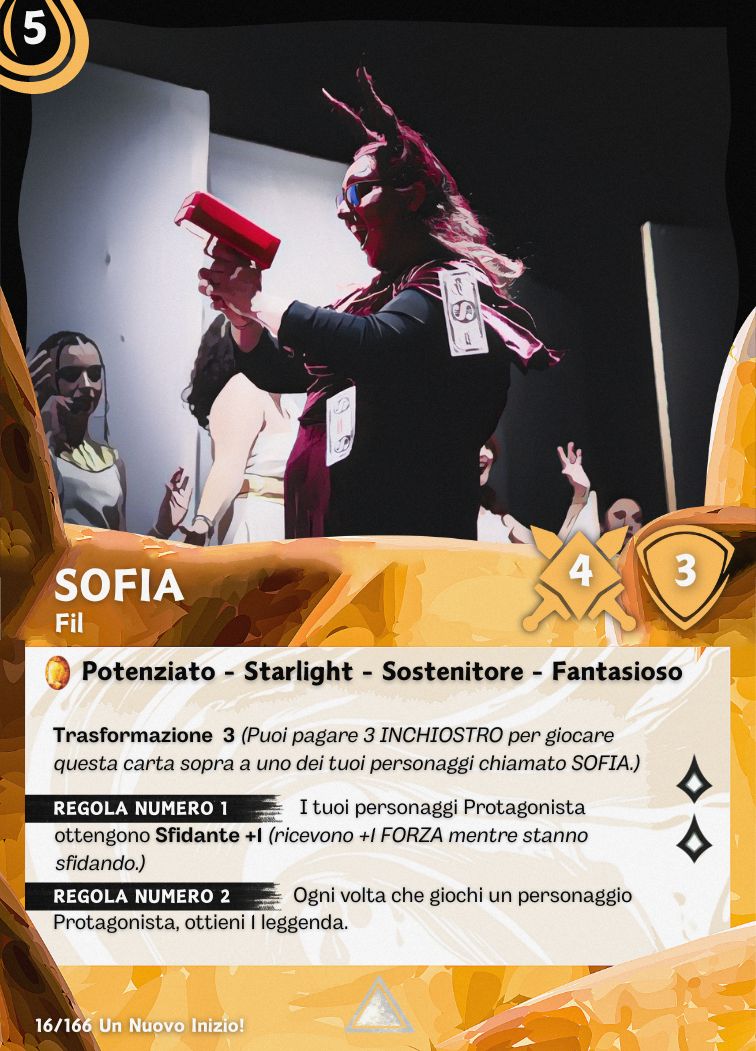 5
4
3
SOFIA
Fil
Potenziato - Starlight - Sostenitore - Fantasioso
Trasformazione 3 (Puoi pagare 3 INCHIOSTRO per giocare
questa carta sopra a uno dei tuoi personaggi chiamato SOFIA.)
REGOLA NUMERO 1 I tuoi personaggi Protagonista
ottengono Sfidante +1 (ricevono +1 FORZA mentre stanno
sfidando.)
REGOLA NUMERO 2 Ogni volta che giochi un personaggio
Protagonista, ottieni 1 leggenda.
16/166 Un Nuovo Inizio!